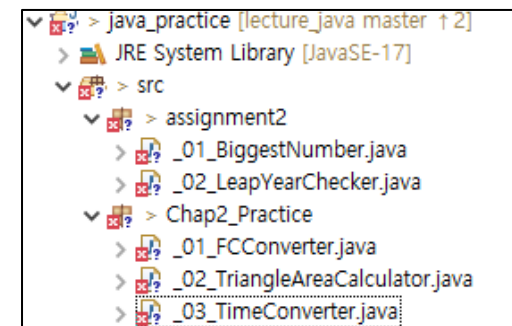 > java_practice [lecture_java master ↑2]
JRE System Library [JavaSE-17]
> src
> assignment2
_01_BiggestNumber.java
_02_LeapYearChecker.java
> Chap2_Practice
_01_FCConverter.java
_02_TriangleAreaCalculator.java
_03_TimeConverter.java